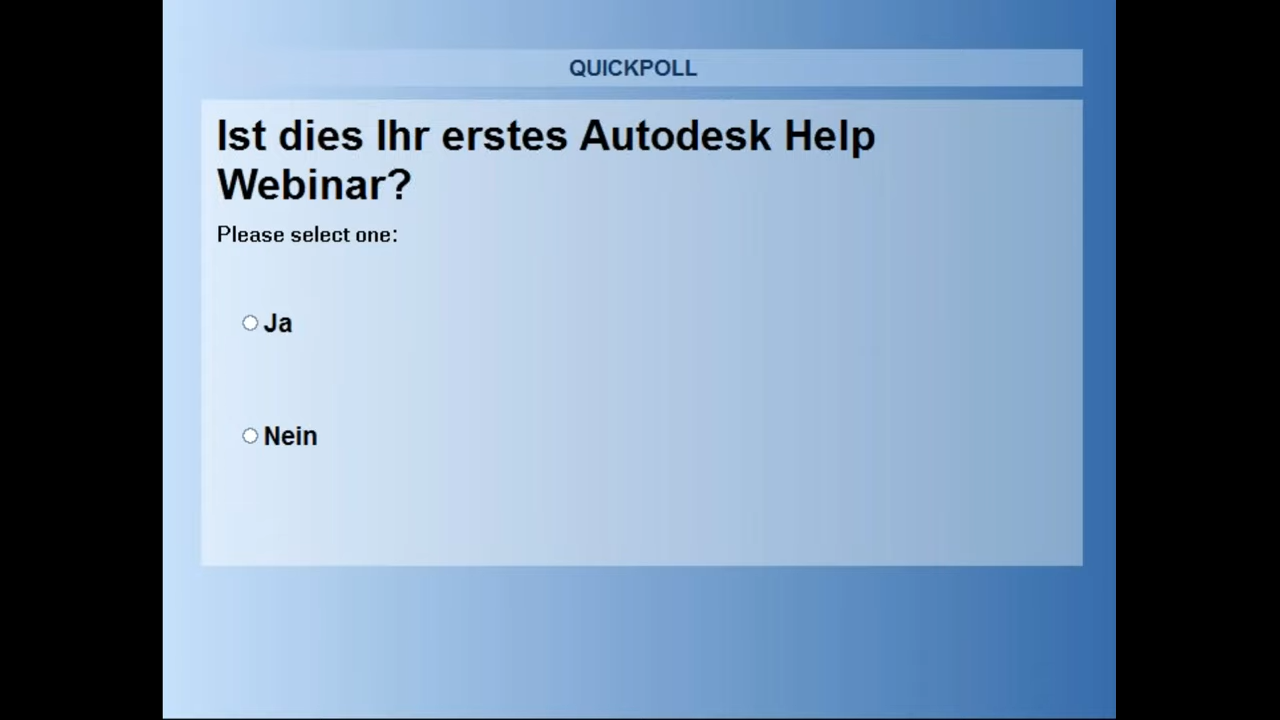 QUICKPOLL
Ist dies Ihr erstes Autodesk Help
Webinar?
Please select one:
Ja
Nein